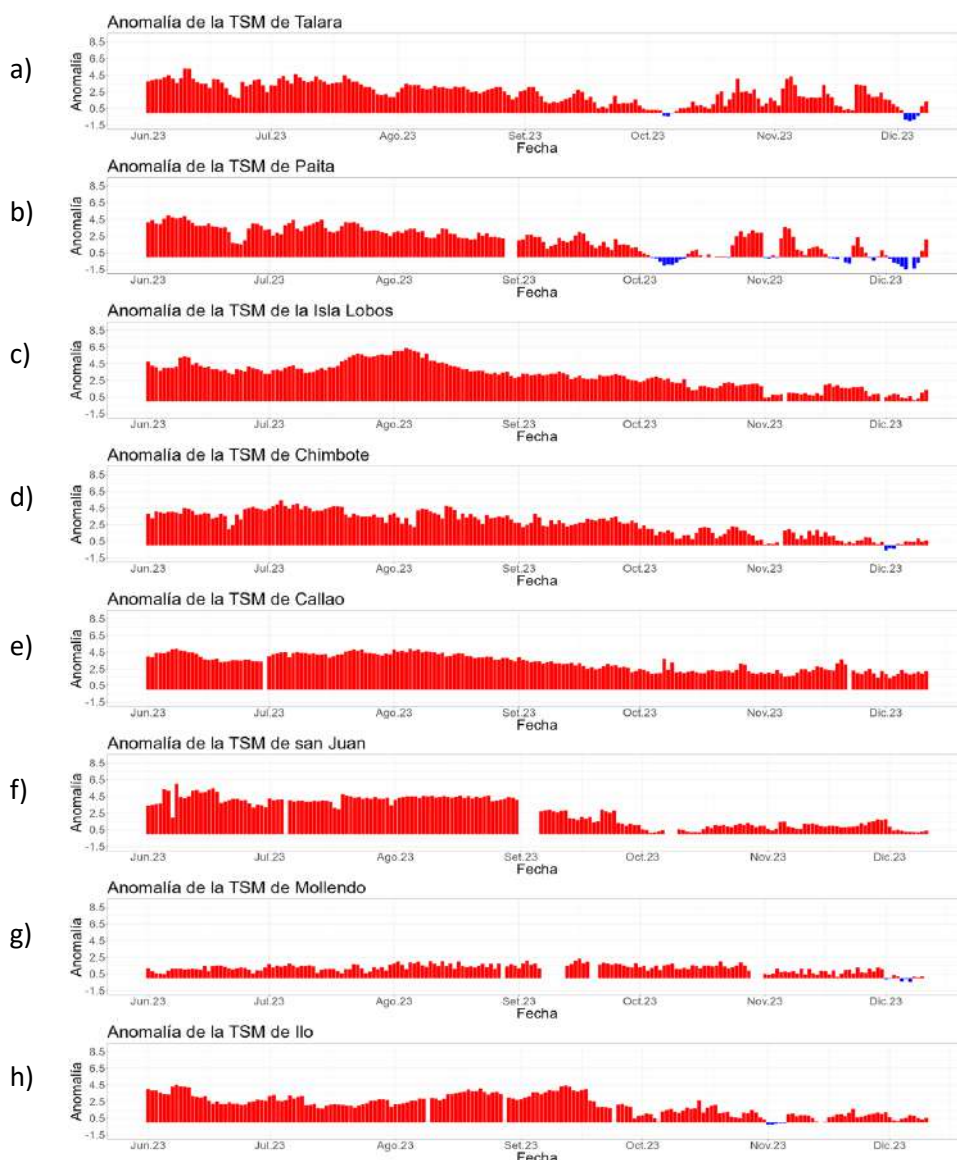 a)
Anomalía de la TSM de Talara
Anomalía
8.5
6.5
4.5
2.5
0.5
-1.5
Jun.23 Jul.23 Ago.23 Set.23 Oct.23 Nov.23 Dic.23
Fecha
b)
Anomalía de la TSM de Paita
Anomalía
8.5
6.5
4.5
2.5
0.5
-1.5
Jun.23 Jul.23 Ago.23 Set.23 Oct.23 Nov.23 Dic.23
Fecha
c)
Anomalía de la TSM de la Isla Lobos
Anomalía
8.5
6.5
4.5
2.5
0.5
-1.5
Jun.23 Jul.23 Ago.23 Set.23 Oct.23 Nov.23 Dic.23
Fecha
d)
Anomalía de la TSM de Chimbote
Anomalía
8.5
6.5
4.5
2.5
0.5
-1.5
Jun.23 Jul.23 Ago.23 Set.23 Oct.23 Nov.23 Dic.23
Fecha
e)
Anomalía de la TSM de Callao
Anomalía
8.5
6.5
4.5
2.5
0.5
-1.5
Jun.23 Jul.23 Ago.23 Set.23 Oct.23 Nov.23 Dic.23
Fecha
f)
Anomalía de la TSM de san Juan
Anomalía
8.5
6.5
4.5
2.5
0.5
-1.5
Jun.23 Jul.23 Ago.23 Set.23 Oct.23 Nov.23 Dic.23
Fecha
g)
Anomalía de la TSM de Mollendo
Anomalía
8.5
6.5
4.5
2.5
0.5
-1.5
Jun.23 Jul.23 Ago.23 Set.23 Oct.23 Nov.23 Dic.23
Fecha
h)
Anomalía de la TSM de Ilo
Anomalía
8.5
6.5
4.5
2.5
0.5
-1.5
Jun.23 Jul.23 Ago.23 Set.23 Oct.23 Nov.23 Dic.23
Fecha